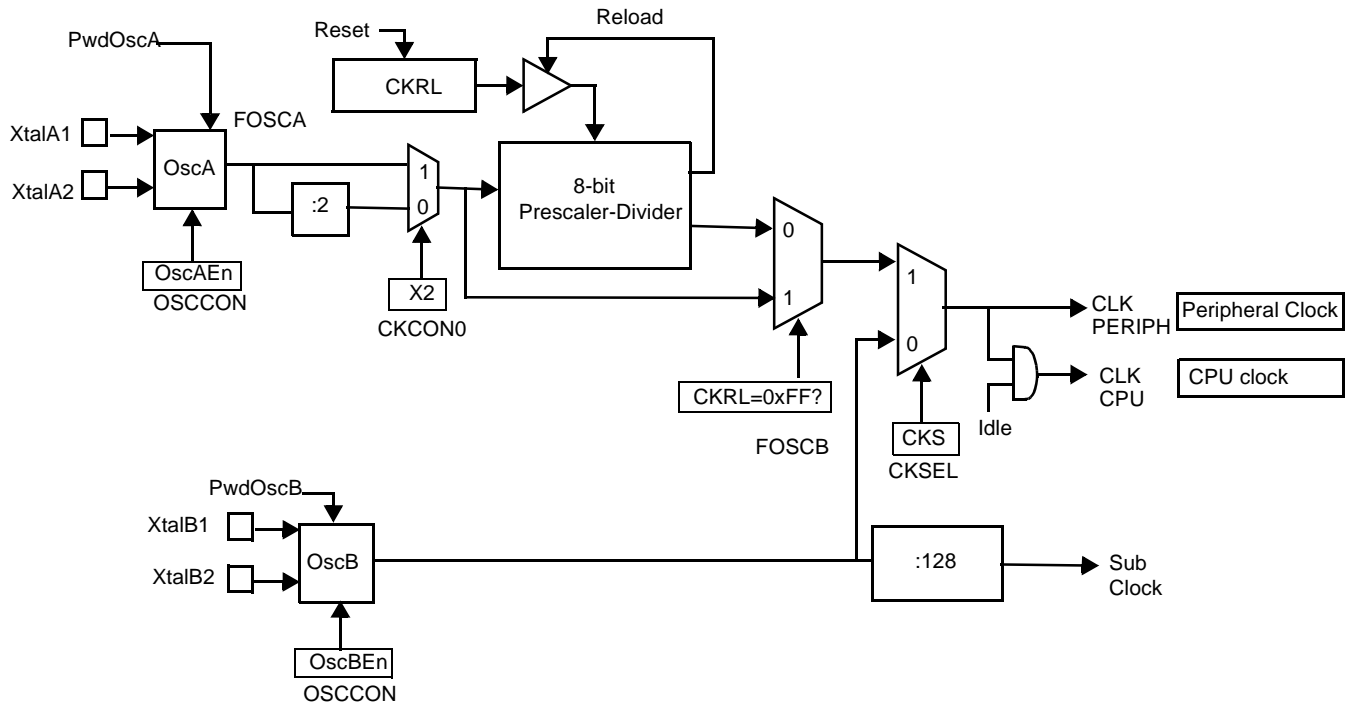 Reload
Reset
PwdOscA
CKRL
FOSCA
XtalA1
OscA
XtalA2
1
0
:2
8-bit
Prescaler-Divider
0
1
OscAEn
OSCCON
X2
CKCON0
1
0
CLK
PERIPH
Peripheral Clock
CLK
CPU
CPU clock
CKRL=0xFF?
Idle
FOSCB
CKS
CKSEL
PwdOscB
XtalB1
OscB
XtalB2
:128
Sub
Clock
OscBEn
OSCCON